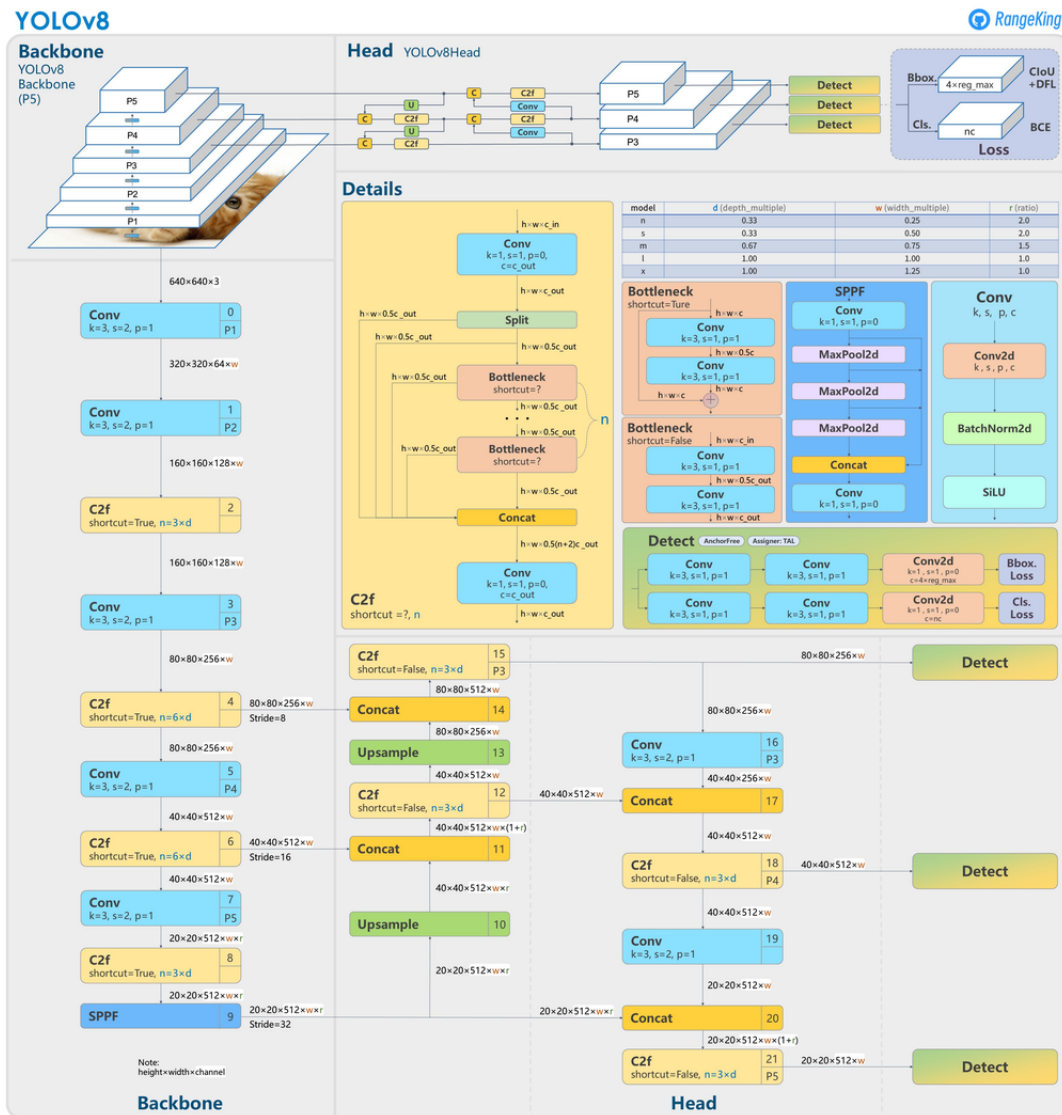 YOLOv8
RangeKing
Backbone
YOLOv8
Backbone
(P5)
P5
P4
P3
P2
P1
Head YOLOv8Head
C
C2f
U
Conv
C
C2f
C
C2f
U
Conv
C
C2f
P5
P4
P3
Detect
Detect
Detect
Bbox.
4×reg_max
CIoU
+DFL
Cls.
nc
BCE
Loss
640×640×3
Conv
k=3, s=2, p=1
0
P1
320×320×64×w
Conv
k=3, s=2, p=1
1
P2
160×160×128×w
C2f
shortcut=True, n=3×d
2
160×160×128×w
Conv
k=3, s=2, p=1
3
P3
80×80×256×w
C2f
shortcut=True, n=6×d
4
80×80×256×w
Stride=8
80×80×256×w
Conv
k=3, s=2, p=1
5
P4
40×40×512×w
C2f
shortcut=True, n=6×d
6
40×40×512×w
Stride=16
40×40×512×w
Conv
k=3, s=2, p=1
7
P5
20×20×512×w×r
C2f
shortcut=True, n=3×d
8
20×20×512×w×r
SPPF
9
20×20×512×w×r
Stride=32
Note:
height×width×channel
Backbone
Details
h×w×c_in
Conv
k=1, s=1, p=0,
c=c_out
h×w×c_out
h×w×0.5c_out
Split
h×w×0.5c_out
h×w×0.5c_out
h×w×0.5c_out
Bottleneck
shortcut=?
h×w×0.5c_out
...
n
h×w×0.5c_out
h×w×0.5c_out
Bottleneck
shortcut=?
h×w×0.5c_out
Concat
h×w×0.5(n+2)c_out
Conv
k=1, s=1, p=0,
c=c_out
h×w×c_out
C2f
shortcut =?, n
model d (depth_multiple) w (width_multiple) r (ratio)
n 0.33 0.25 2.0
s 0.33 0.50 2.0
m 0.67 0.75 1.5
l 1.00 1.00 1.0
x 1.00 1.25 1.0
Bottleneck
shortcut=Ture
h×w×c
Conv
k=3, s=1, p=1
h×w×0.5c
Conv
k=3, s=1, p=1
h×w×c
h×w×c
+
Bottleneck
shortcut=False
h×w×c_in
Conv
k=3, s=1, p=1
h×w×0.5c_out
Conv
k=3, s=1, p=1
h×w×c_out
SPPF
Conv
k=1, s=1, p=0
MaxPool2d
MaxPool2d
MaxPool2d
Concat
Conv
k=1, s=1, p=0
Conv
k, s, p, c
Conv2d
k, s, p, c
BatchNorm2d
SiLU
Detect AnchorFree Assigner: TAL
Conv
k=3, s=1, p=1
Conv
k=3, s=1, p=1
Conv2d
k=1, s=1, p=0
c=4×reg_max
Bbox.
Loss
Conv
k=3, s=1, p=1
Conv
k=3, s=1, p=1
Conv2d
k=1, s=1, p=0
c=nc
Cls.
Loss
C2f
shortcut=False, n=3×d
15
P3
80×80×256×w
Detect
80×80×512×w
Concat
14
80×80×256×w
Upsample
13
40×40×512×w
C2f
shortcut=False, n=3×d
12
40×40×512×w
40×40×512×w×(1+r)
Concat
11
40×40×512×w×r
Upsample
10
20×20×512×w×r
80×80×256×w
Conv
k=3, s=2, p=1
16
P3
40×40×256×w
Concat
17
40×40×512×w
C2f
shortcut=False, n=3×d
18
P4
40×40×512×w
Detect
40×40×512×w
Conv
k=3, s=2, p=1
19
20×20×512×w
20×20×512×w×r
Concat
20
20×20×512×w×(1+r)
C2f
shortcut=False, n=3×d
21
P5
20×20×512×w
Detect
Head